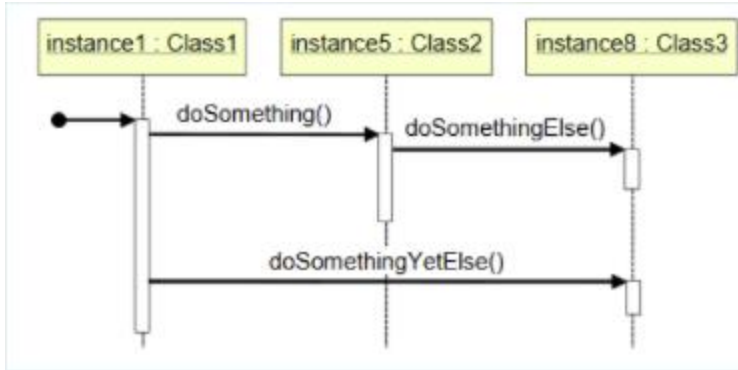 instance1 : Class1
instance5 : Class2
instance8 : Class3
doSomething()
doSomethingElse()
doSomethingYetElse()